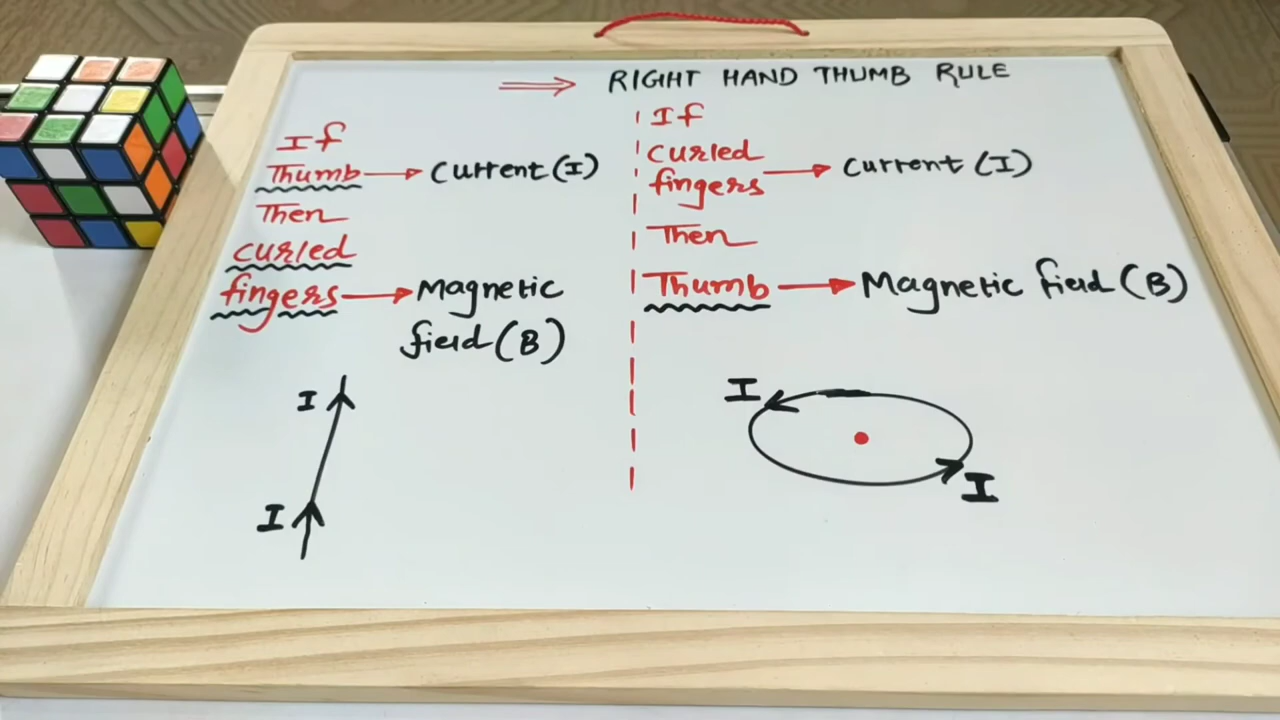 ⇒ RIGHT HAND THUMB RULE
If
Thumb → Current (I)
Then
curled
fingers → Magnetic
field (B)
I
I
If
curled
fingers → Current (I)
Then
Thumb → Magnetic field (B)
I
I